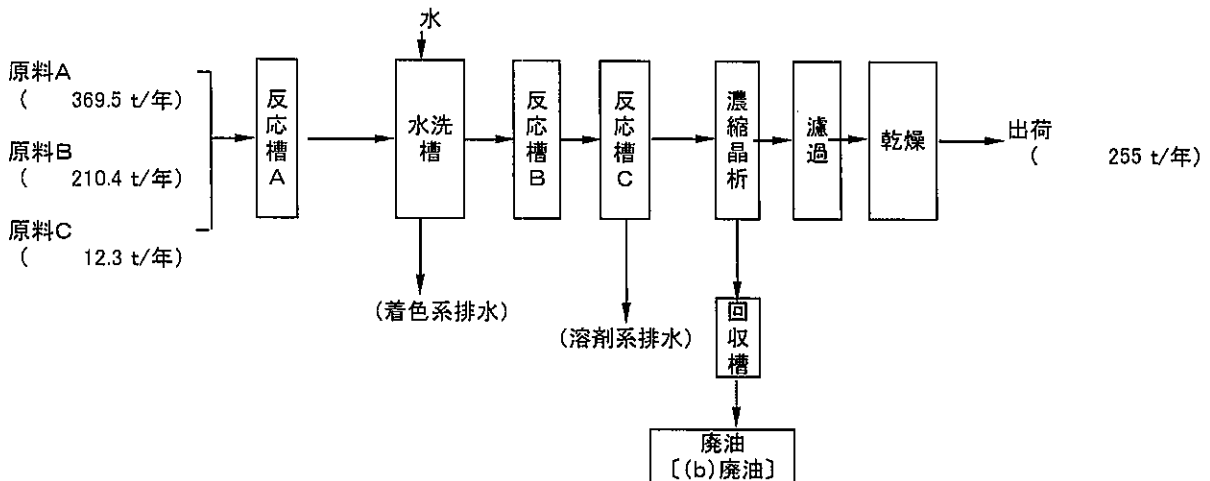 水
原料A
( 369.5 t/年)
原料B
( 210.4 t/年)
原料C
( 12.3 t/年)
反応槽A
水洗槽
反応槽B
反応槽C
濃縮晶析
濾過
乾燥
出荷
( 255 t/年)
(着色系排水)
(溶剤系排水)
回収槽
廃油
〔(b)廃油〕